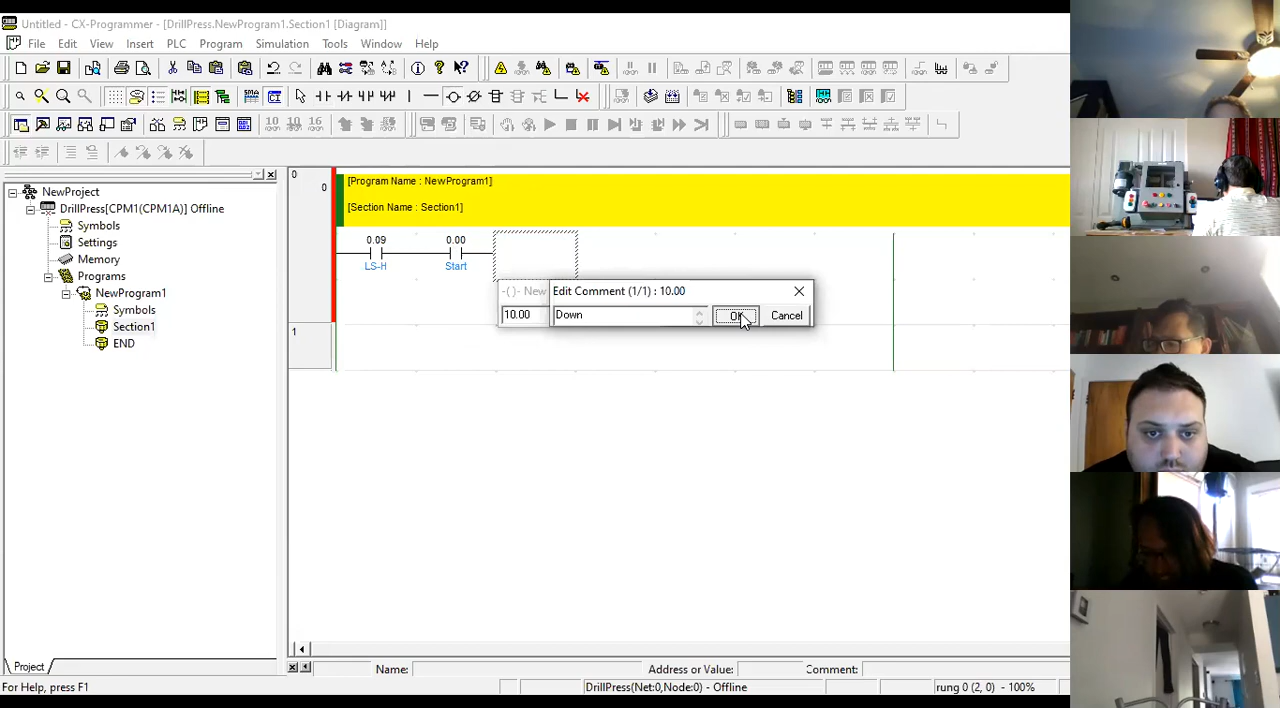 Untitled - CX-Programmer - [DrillPress.NewProgram1.Section1 [Diagram]]
File Edit View Insert PLC Program Simulation Tools Window Help
10 10 16
NewProject
DrillPress[CPM1(CPM1A)] Offline
Symbols
Settings
Memory
Programs
NewProgram1
Symbols
Section1
END
Project
0
0
[Program Name : NewProgram1]
[Section Name : Section1]
0.09 0.00
LS-H Start
-( )- New
Edit Comment (1/1) : 10.00
10.00 Down Cancel
1
Name: Address or Value: Comment:
For Help, press F1
DrillPress(Net:0,Node:0) - Offline
rung 0 (2, 0) - 100%